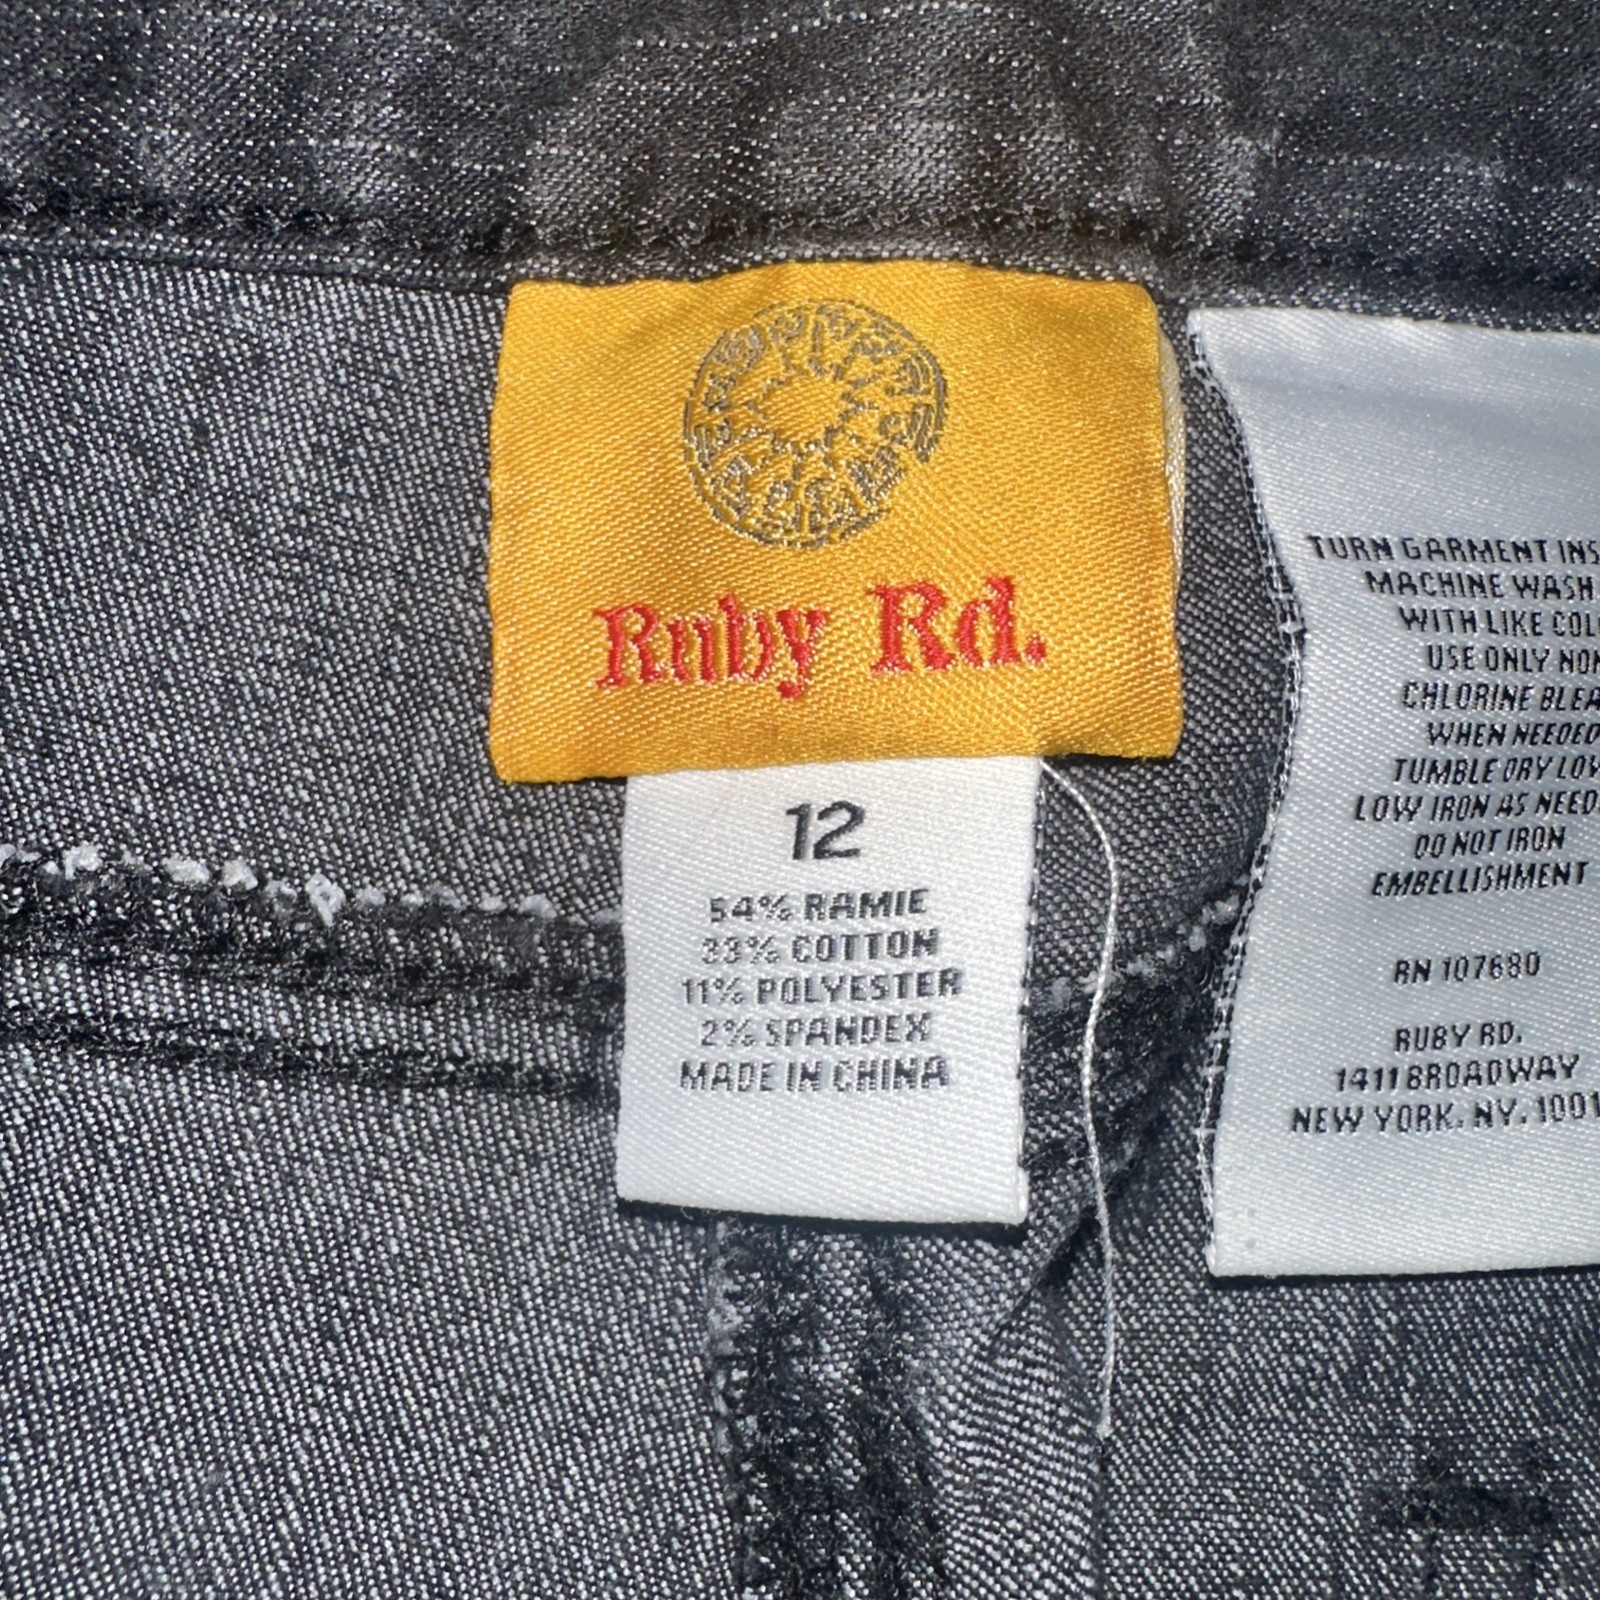 Ruby Rd.
12
54% RAMIE
33% COTTON
11% POLYESTER
2% SPANDEX
MADE IN CHINA
TURN GARMENT INS
MACHINE WASH
WITH LIKE COL
USE ONLY NON
CHLORINE BLEA
WHEN NEEDED
TUMBLE DRY LOW
LOW IRON AS NEED
DO NOT IRON
EMBELLISHMENT
RN 107680
RUBY RD.
1411 BROADWAY
NEW YORK, NY. 1001